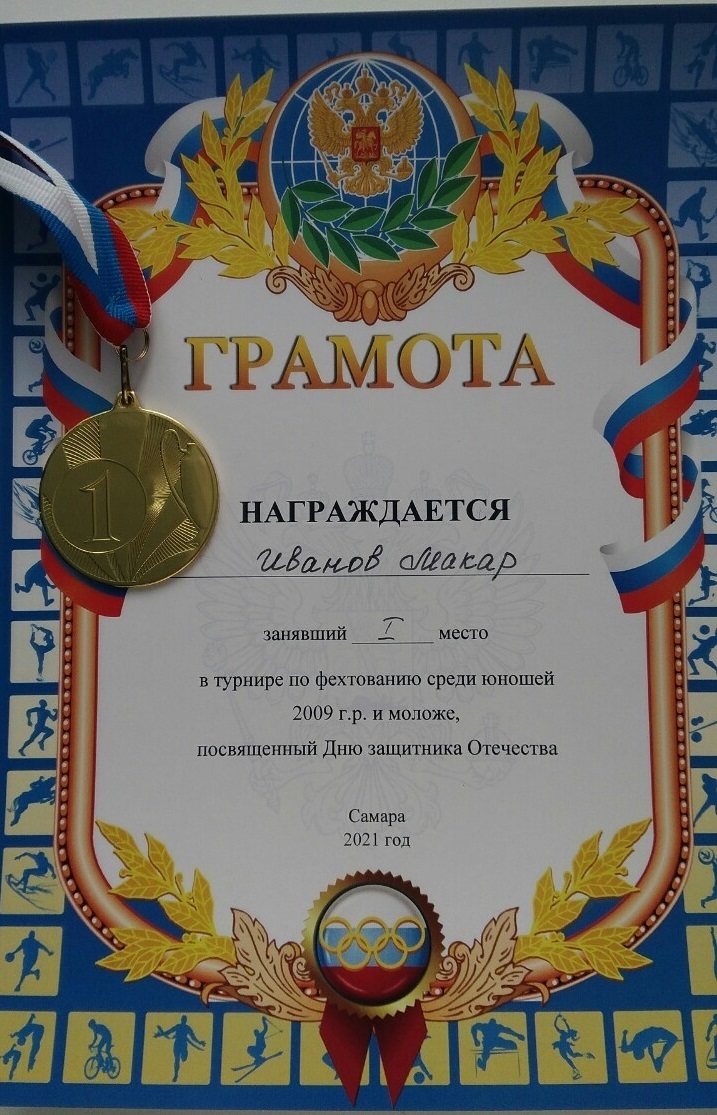 ГРАМОТА
1
НАГРАЖДАЕТСЯ
Иванов Макар
занявший I место
в турнире по фехтованию среди юношей
2009 г.р. и моложе,
посвященный Дню защитника Отечества
Самара
2021 год